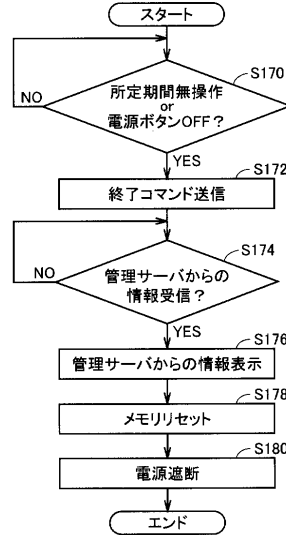 スタート
S170
所定期間無操作
or
電源ボタンOFF？
NO
YES
S172
終了コマンド送信
S174
管理サーバからの
情報受信？
NO
YES
S176
管理サーバからの情報表示
S178
メモリリセット
S180
電源遮断
エンド